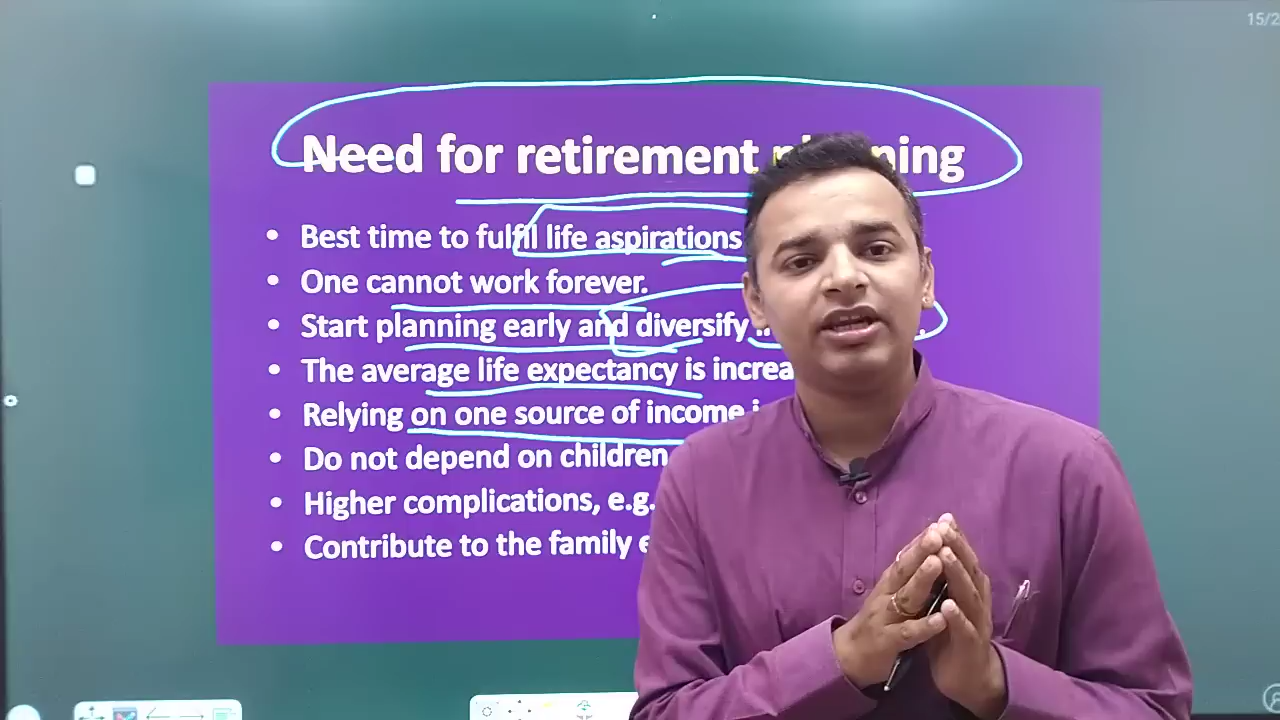 15/2
Need for retirement
• Best time to fulfil life aspirations
• One cannot work forever.
• Start planning early and diversify
• The average life expectancy is
• Relying on one source of income
• Do not depend on children
• Higher complications, e.g.
• Contribute to the family